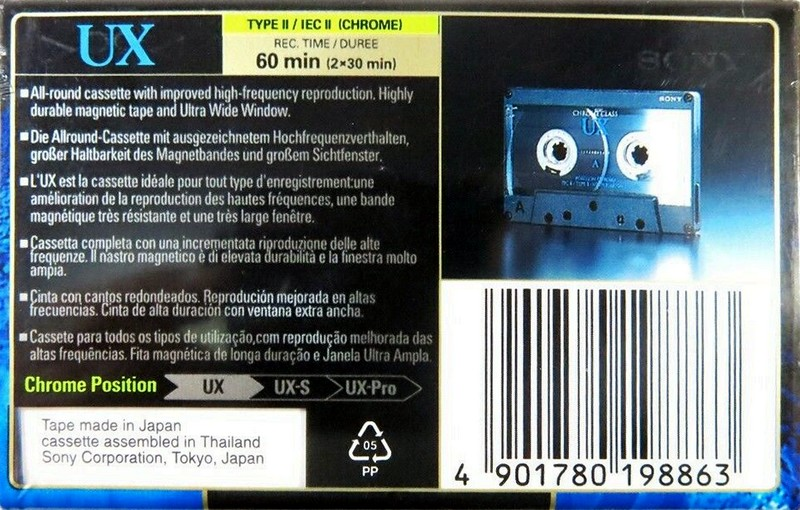 UX
TYPE II / IEC II (CHROME)
REC. TIME / DUREE
60 min (2×30 min)
■All-round cassette with improved high-frequency reproduction. Highly
durable magnetic tape and Ultra Wide Window.
■Die Allround-Cassette mit ausgezeichnetem Hochfrequenzverthalten,
großer Haltbarkeit des Magnetbandes und großem Sichtfenster.
■L'UX est la cassette idéale pour tout type d'enregistrement:une
amélioration de la reproduction des hautes fréquences, une bande
magnétique très résistante et une très large fenêtre.
■Cassetta completa con una incrementata riproduzione delle alte
frequenze. Il nastro magnetico è di elevata durabilità e la finestra molto
ampia.
■Cinta con cantos redondeados. Reproducción mejorada en altas
frecuencias. Cinta de alta duración con ventana extra ancha.
■Cassete para todos os tipos de utilização,com reprodução melhorada das
altas frequências. Fita magnética de longa duração e Janela Ultra Ampla.
Chrome Position UX UX-S UX-Pro
Tape made in Japan
cassette assembled in Thailand
Sony Corporation, Tokyo, Japan
05
PP
SONY
SONY
CHROME CLASS
UX
A
A
4 901780 198863